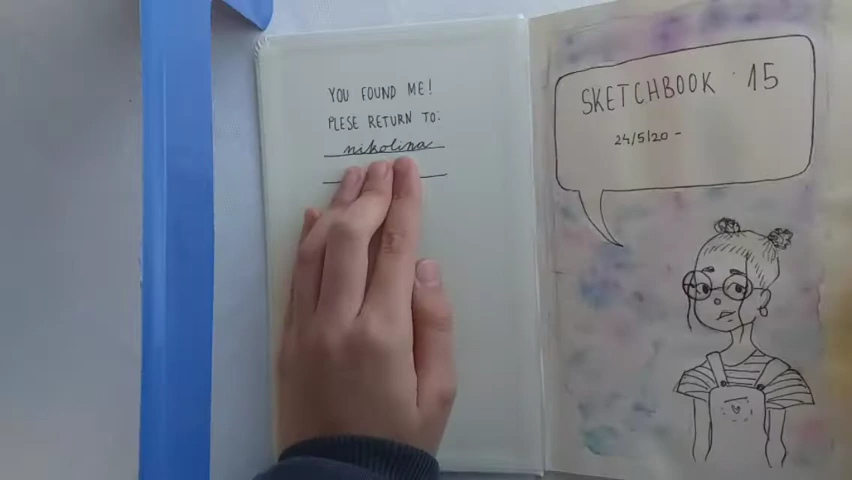 YOU FOUND ME!
PLESE RETURN TO:
nikolina
SKETCHBOOK · 15
24/5/20 -